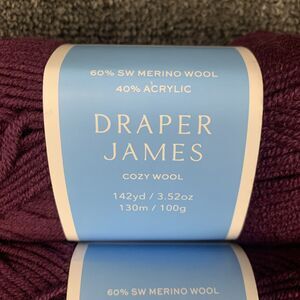 60% SW MERINO WOOL
40% ACRYLIC
DRAPER
JAMES
COZY WOOL
142yd / 3.52oz
130m / 100g
60% SW MERINO WOOL